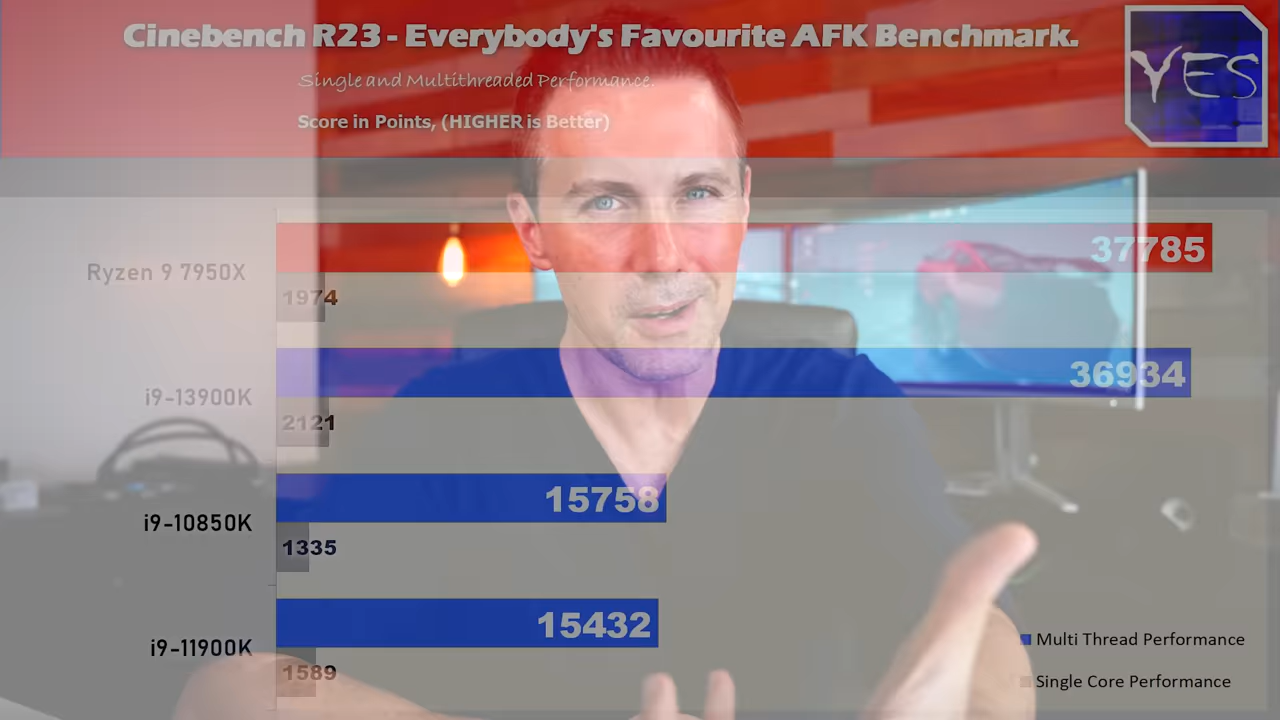 Cinebench R23 - Everybody's Favourite AFK Benchmark.
YES
Single and Multithreaded Performance.
Score in Points, (HIGHER is Better)
37785
Ryzen 9 7950X
1974
36934
i9-13900K
2121
15758
i9-10850K
1335
15432
i9-11900K
1589
Multi Thread Performance
Single Core Performance